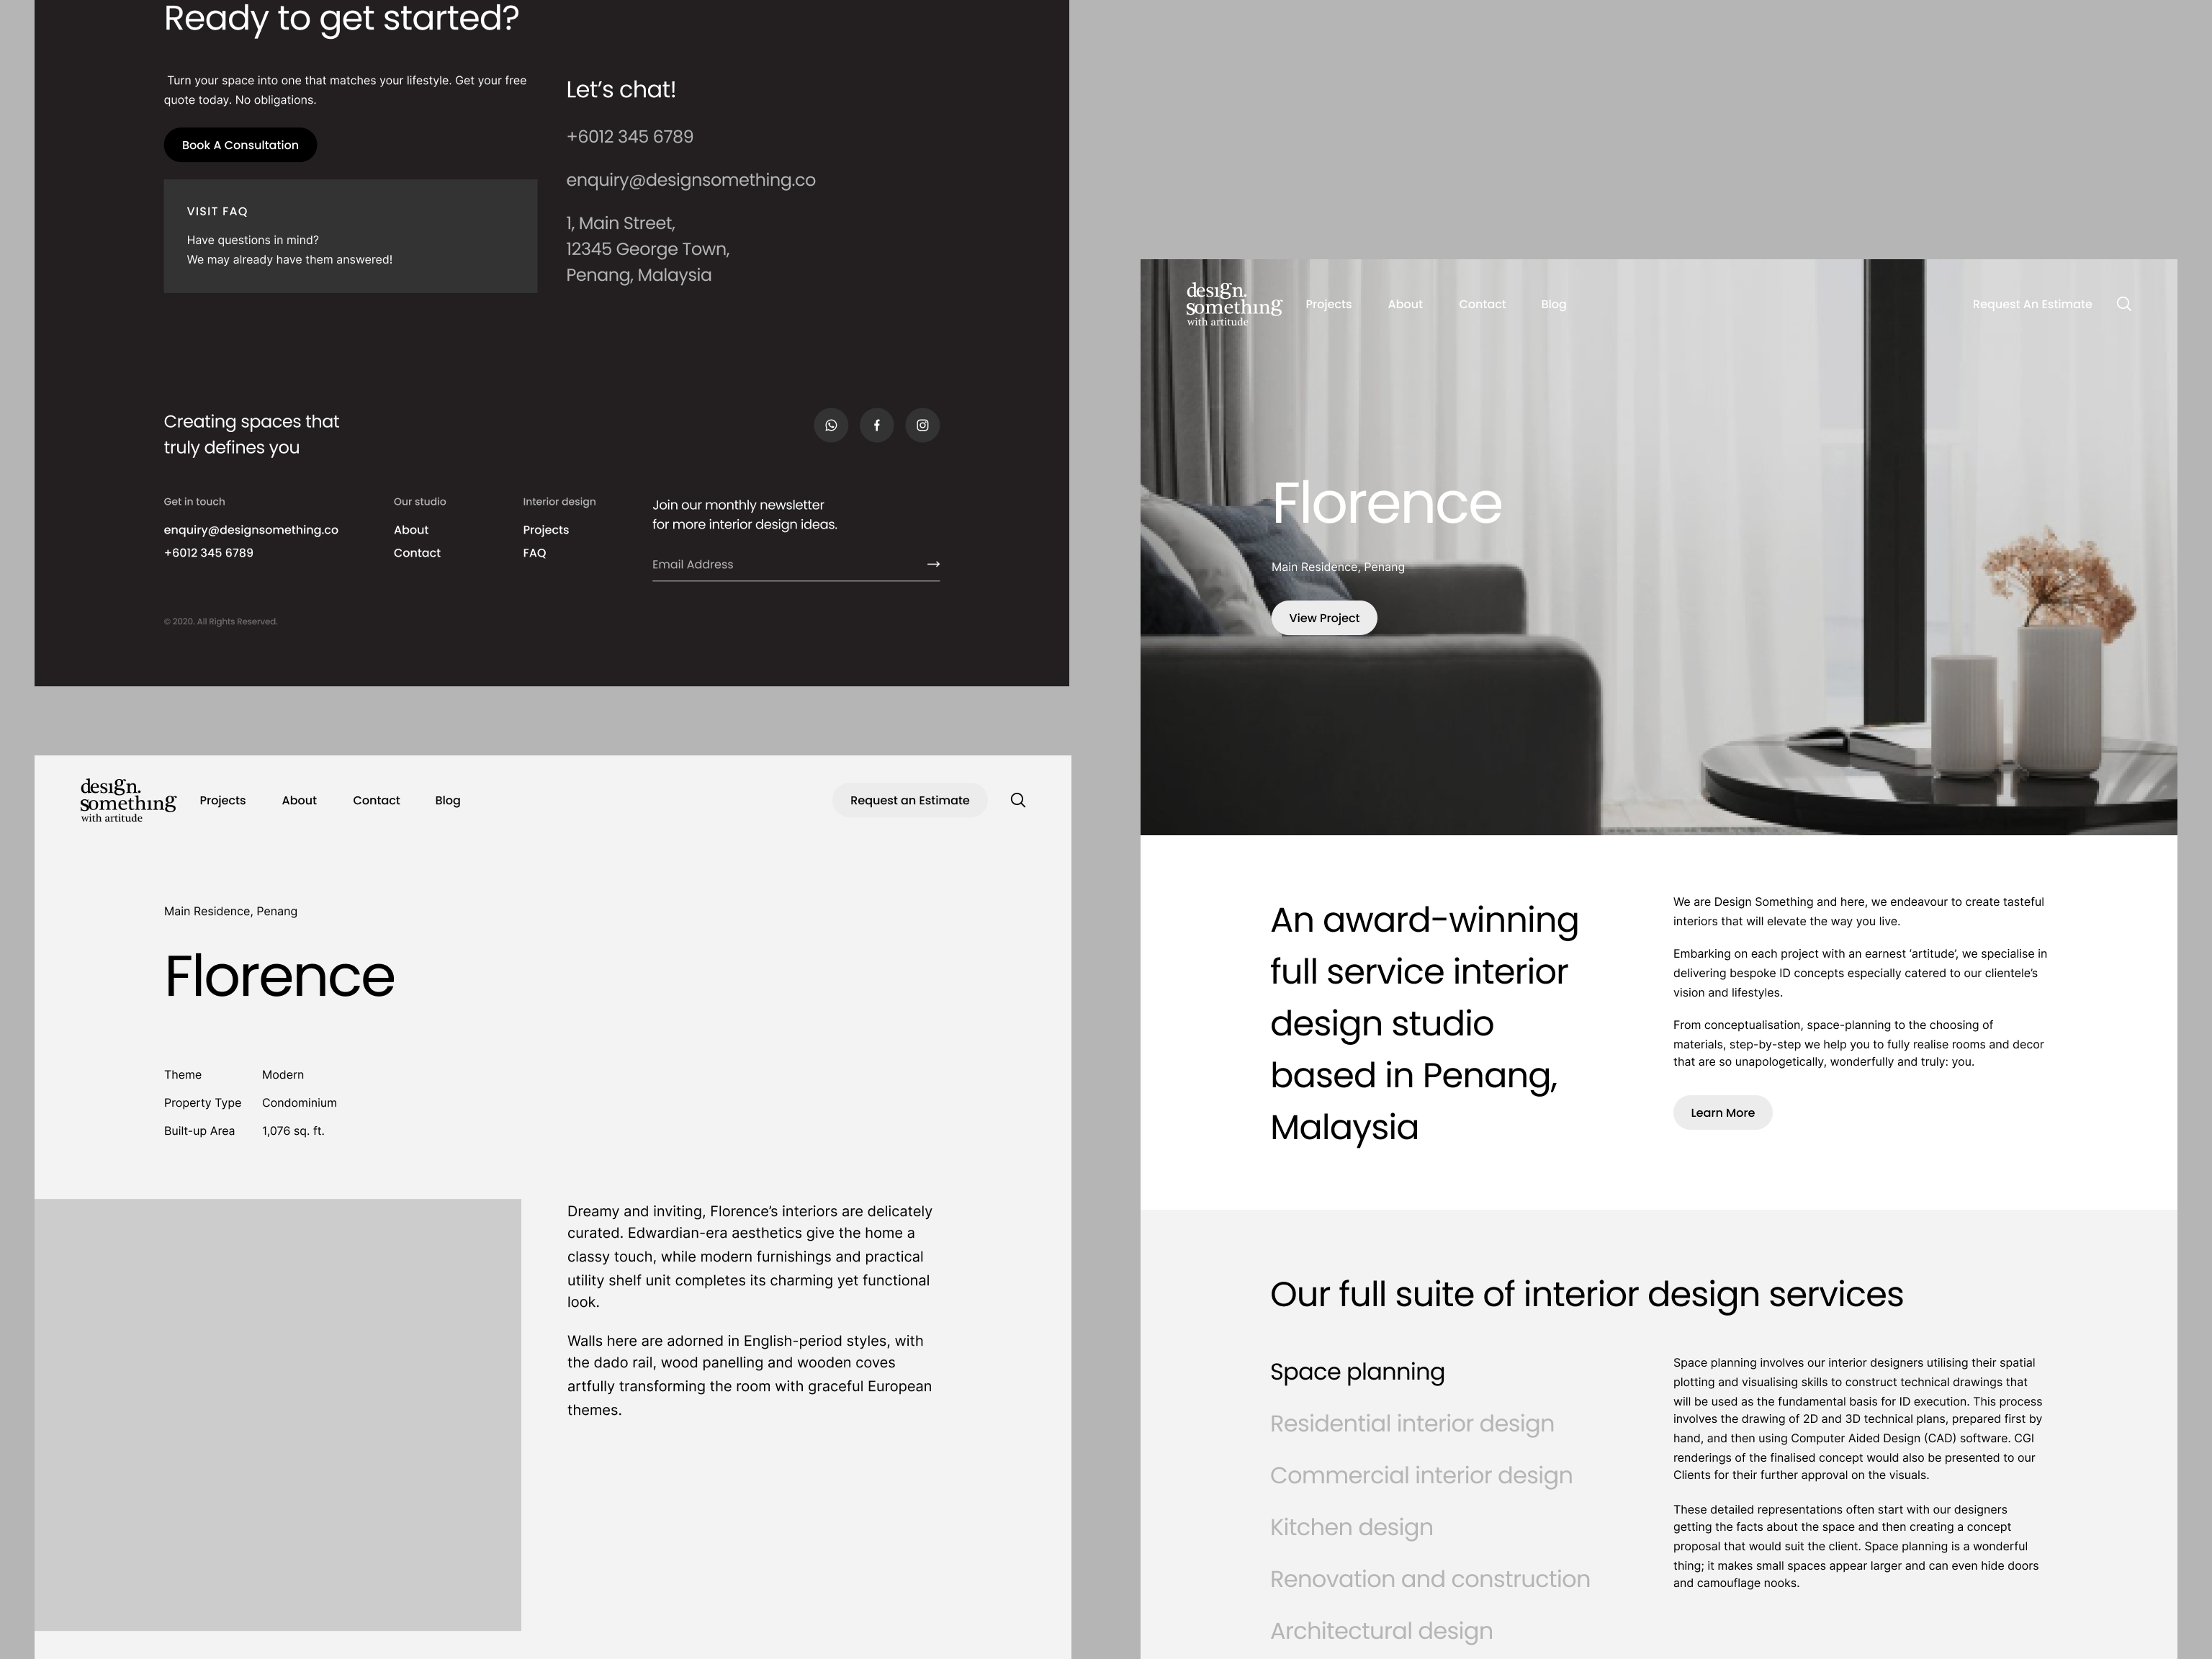 Ready to get started?
Turn your space into one that matches your lifestyle. Get your free
quote today. No obligations.
Book A Consultation
VISIT FAQ
Have questions in mind?
We may already have them answered!
Let’s chat!
+6012 345 6789
enquiry@designsomething.co
1, Main Street,
12345 George Town,
Penang, Malaysia
Creating spaces that
truly defines you
Get in touch
enquiry@designsomething.co
+6012 345 6789
Our studio
About
Contact
Interior design
Projects
FAQ
Join our monthly newsletter
for more interior design ideas.
Email Address
© 2020. All Rights Reserved.
design.
something
with artitude
Projects About Contact Blog
Request an Estimate
Main Residence, Penang
Florence
Theme Modern
Property Type Condominium
Built-up Area 1,076 sq. ft.
Dreamy and inviting, Florence’s interiors are delicately
curated. Edwardian-era aesthetics give the home a
classy touch, while modern furnishings and practical
utility shelf unit completes its charming yet functional
look.
Walls here are adorned in English-period styles, with
the dado rail, wood panelling and wooden coves
artfully transforming the room with graceful European
themes.
design.
something
with artitude
Projects About Contact Blog
Request An Estimate
Florence
Main Residence, Penang
View Project
An award-winning
full service interior
design studio
based in Penang,
Malaysia
We are Design Something and here, we endeavour to create tasteful
interiors that will elevate the way you live.
Embarking on each project with an earnest ‘artitude’, we specialise in
delivering bespoke ID concepts especially catered to our clientele’s
vision and lifestyles.
From conceptualisation, space-planning to the choosing of
materials, step-by-step we help you to fully realise rooms and decor
that are so unapologetically, wonderfully and truly: you.
Learn More
Our full suite of interior design services
Space planning
Residential interior design
Commercial interior design
Kitchen design
Renovation and construction
Architectural design
Space planning involves our interior designers utilising their spatial
plotting and visualising skills to construct technical drawings that
will be used as the fundamental basis for ID execution. This process
involves the drawing of 2D and 3D technical plans, prepared first by
hand, and then using Computer Aided Design (CAD) software. CGI
renderings of the finalised concept would also be presented to our
Clients for their further approval on the visuals.
These detailed representations often start with our designers
getting the facts about the space and then creating a concept
proposal that would suit the client. Space planning is a wonderful
thing; it makes small spaces appear larger and can even hide doors
and camouflage nooks.